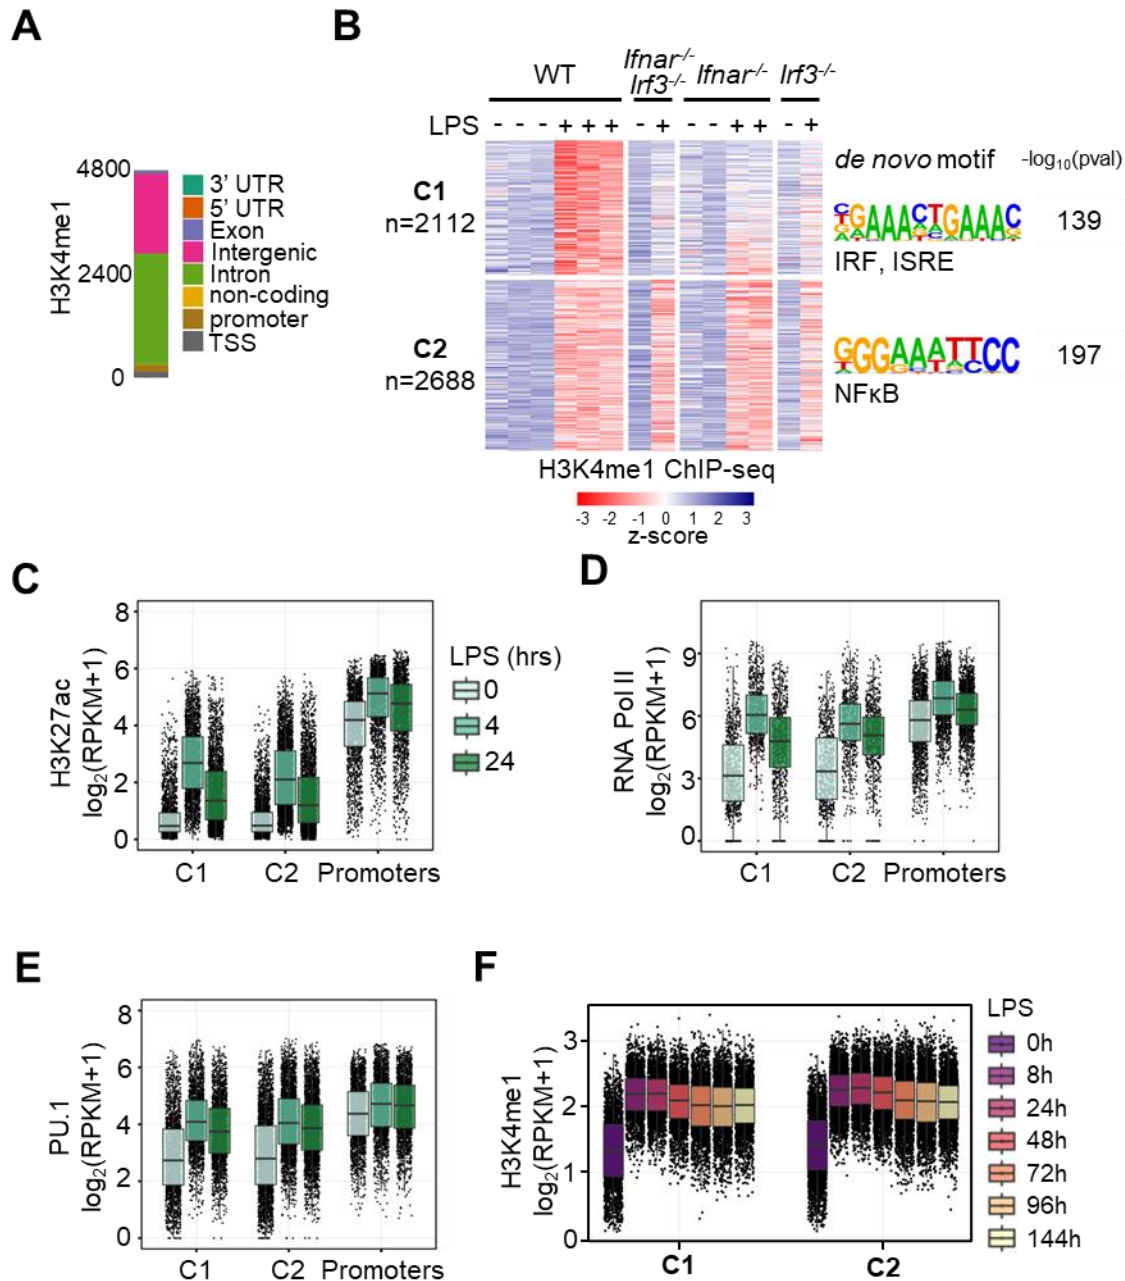 A
H3K4me1
4800
2400
0
3' UTR
5' UTR
Exon
Intergenic
Intron
non-coding
promoter
TSS
B
WT
Ifnar-/- Irf3-/-
Ifnar-/-
Irf3-/-
LPS - - - + + + - + - - + + - +
C1
n=2112
C2
n=2688
de novo motif -log10(pval)
139
IRF, ISRE
197
NFκB
H3K4me1 ChIP-seq
-3 -2 -1 0 1 2 3
z-score
C
H3K27ac
log2(RPKM+1)
8
6
4
2
0
C1 C2 Promoters
LPS (hrs)
0
4
24
D
RNA Pol II
log2(RPKM+1)
9
6
3
0
C1 C2 Promoters
E
PU.1
log2(RPKM+1)
8
6
4
2
0
C1 C2 Promoters
F
H3K4me1
log2(RPKM+1)
3
2
1
0
C1 C2
LPS
0h
8h
24h
48h
72h
96h
144h